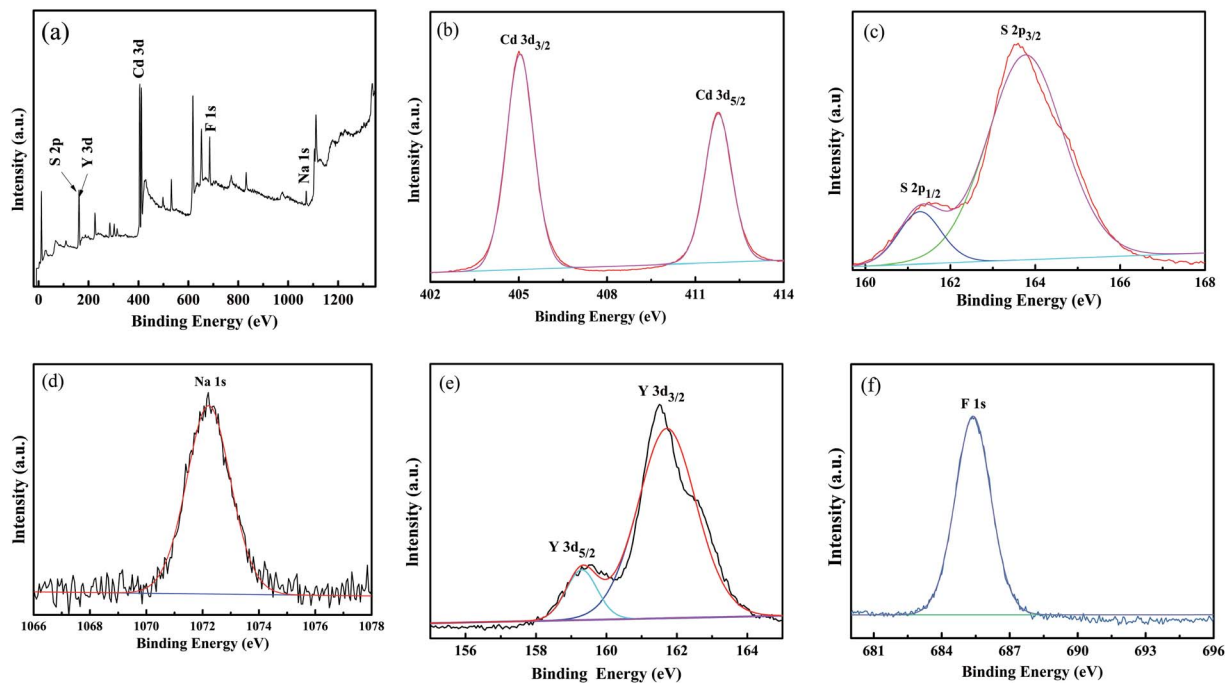 (a)
Intensity (a.u.)
S 2p
Y 3d
Cd 3d
F 1s
Na 1s
0 200 400 600 800 1000 1200
Binding Energy (eV)
(b)
Intensity (a.u.)
Cd 3d3/2
Cd 3d5/2
402 405 408 411 414
Binding Energy (eV)
(c)
Intensity (a.u)
S 2p3/2
S 2p1/2
160 162 164 166 168
Binding Energy (eV)
(d)
Intensity (a.u.)
Na 1s
1066 1068 1070 1072 1074 1076 1078
Binding Energy (eV)
(e)
Intensity (a.u.)
Y 3d3/2
Y 3d5/2
156 158 160 162 164
Binding Energy (eV)
(f)
Intensity (a.u.)
F 1s
681 684 687 690 693 696
Binding Energy (eV)